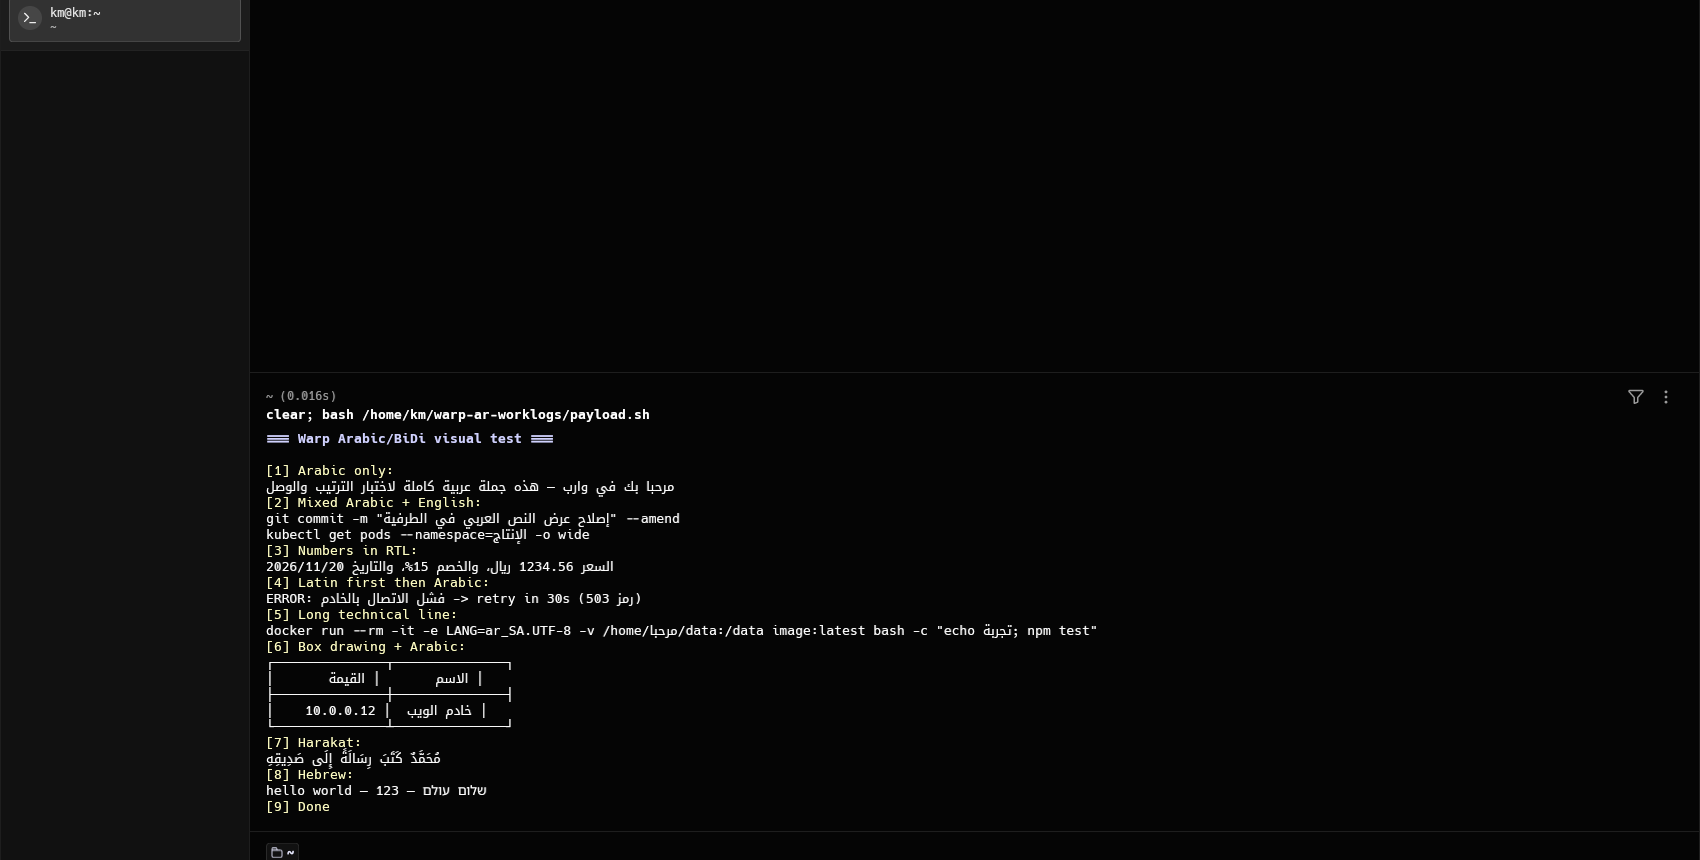 km@km:~
~
~ (0.016s)
clear; bash /home/km/warp-ar-worklogs/payload.sh
=== Warp Arabic/BiDi visual test ===
[1] Arabic only:
مرحبا بك في وارب — هذه جملة عربية كاملة لاختبار الترتيب والوصل
[2] Mixed Arabic + English:
git commit -m "إصلاح عرض النص العربي في الطرفية" --amend
kubectl get pods --namespace=الإنتاج -o wide
[3] Numbers in RTL:
السعر 1234.56 ريال، والخصم 15%، والتاريخ 2026/11/20
[4] Latin first then Arabic:
ERROR: فشل الاتصال بالخادم -> retry in 30s (رمز 503)
[5] Long technical line:
docker run --rm -it -e LANG=ar_SA.UTF-8 -v /home/مرحبا/data:/data image:latest bash -c "echo تجربة; npm test"
[6] Box drawing + Arabic:
┌──────────────┬──────────────┐
│ الاسم │ القيمة │
├──────────────┼──────────────┤
│ خادم الويب │ 10.0.0.12 │
└──────────────┴──────────────┘
[7] Harakat:
مُحَمَّدٌ كَتَبَ رِسَالَةً إِلَى صَدِيقِهِ
[8] Hebrew:
שלום עולם — 123 — hello world
[9] Done
~